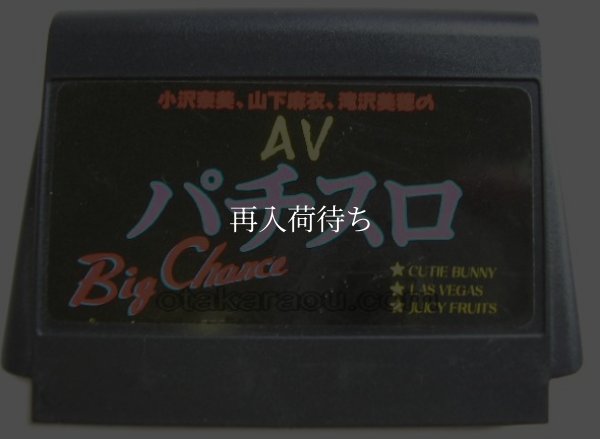 小沢奈美、山下麻衣、滝沢美穂の
AV
パチスロ
再入荷待ち
Big Chance
★ CUTIE BUNNY
★ LAS VEGAS
★ JUICY FRUITS
otakaraou.com